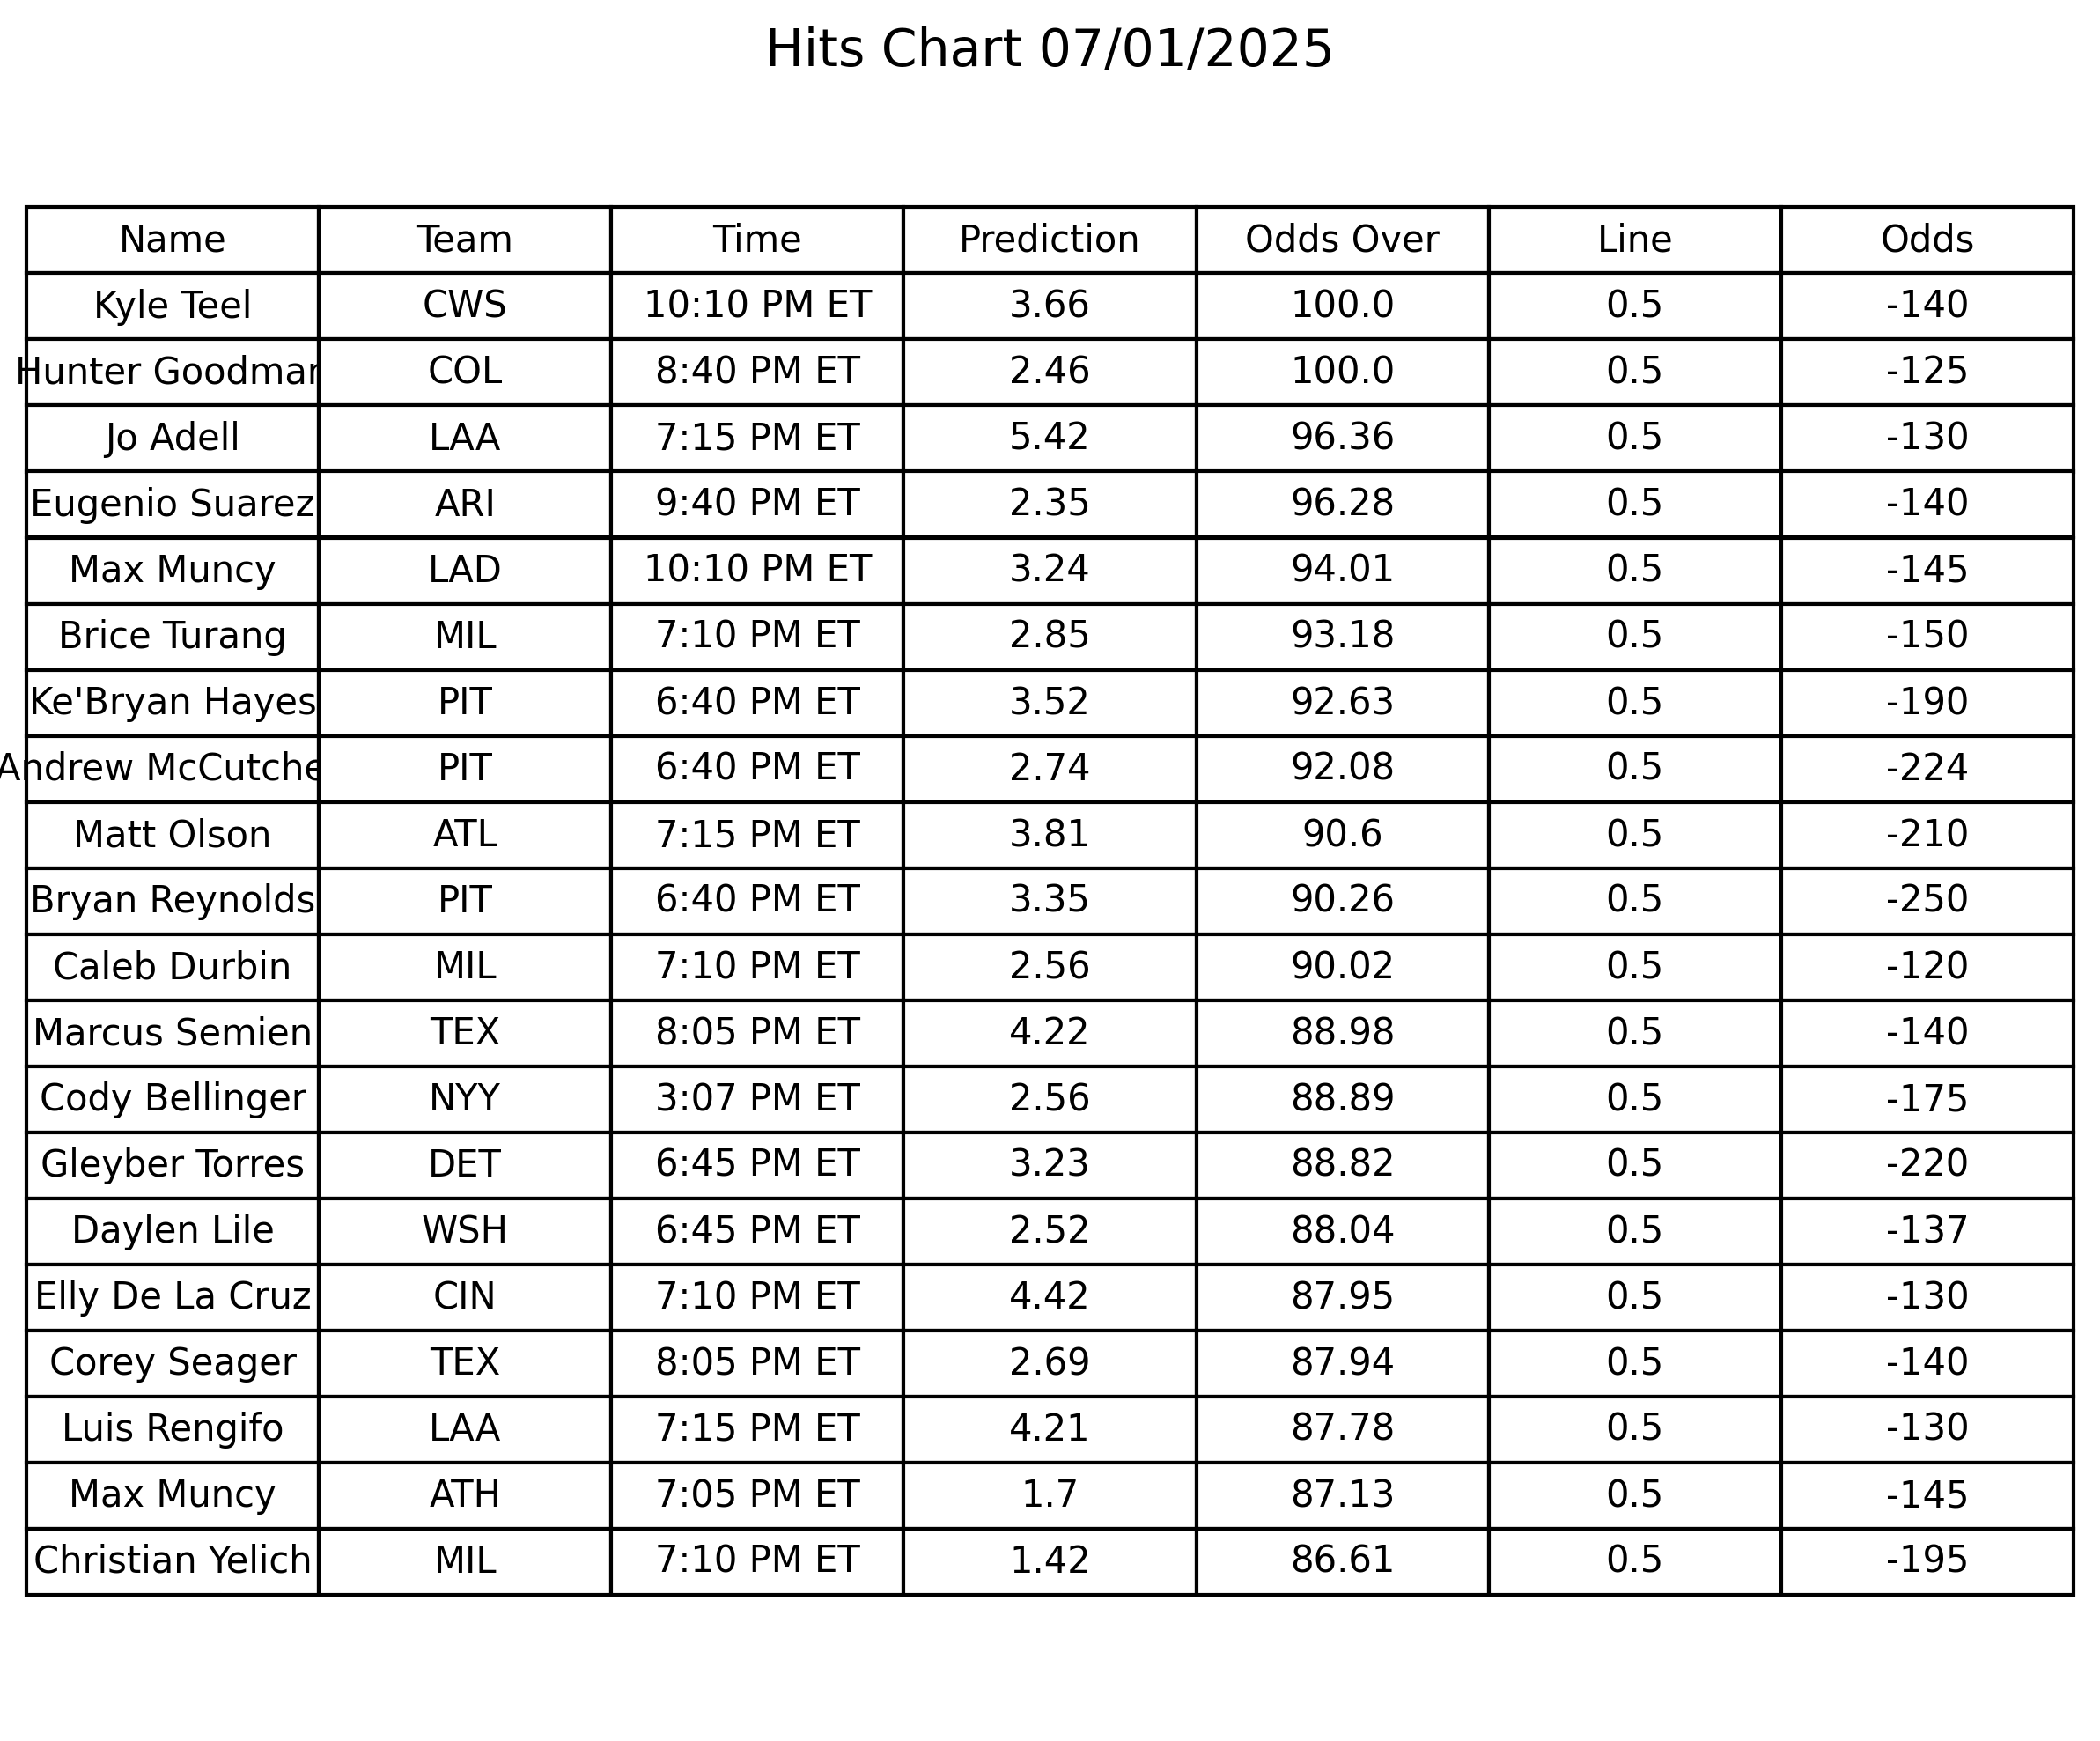 Hits Chart 07/01/2025
Name Team Time Prediction Odds Over Line Odds
Kyle Teel CWS 10:10 PM ET 3.66 100.0 0.5 -140
Hunter Goodman COL 8:40 PM ET 2.46 100.0 0.5 -125
Jo Adell LAA 7:15 PM ET 5.42 96.36 0.5 -130
Eugenio Suarez ARI 9:40 PM ET 2.35 96.28 0.5 -140
Max Muncy LAD 10:10 PM ET 3.24 94.01 0.5 -145
Brice Turang MIL 7:10 PM ET 2.85 93.18 0.5 -150
Ke'Bryan Hayes PIT 6:40 PM ET 3.52 92.63 0.5 -190
Andrew McCutche PIT 6:40 PM ET 2.74 92.08 0.5 -224
Matt Olson ATL 7:15 PM ET 3.81 90.6 0.5 -210
Bryan Reynolds PIT 6:40 PM ET 3.35 90.26 0.5 -250
Caleb Durbin MIL 7:10 PM ET 2.56 90.02 0.5 -120
Marcus Semien TEX 8:05 PM ET 4.22 88.98 0.5 -140
Cody Bellinger NYY 3:07 PM ET 2.56 88.89 0.5 -175
Gleyber Torres DET 6:45 PM ET 3.23 88.82 0.5 -220
Daylen Lile WSH 6:45 PM ET 2.52 88.04 0.5 -137
Elly De La Cruz CIN 7:10 PM ET 4.42 87.95 0.5 -130
Corey Seager TEX 8:05 PM ET 2.69 87.94 0.5 -140
Luis Rengifo LAA 7:15 PM ET 4.21 87.78 0.5 -130
Max Muncy ATH 7:05 PM ET 1.7 87.13 0.5 -145
Christian Yelich MIL 7:10 PM ET 1.42 86.61 0.5 -195